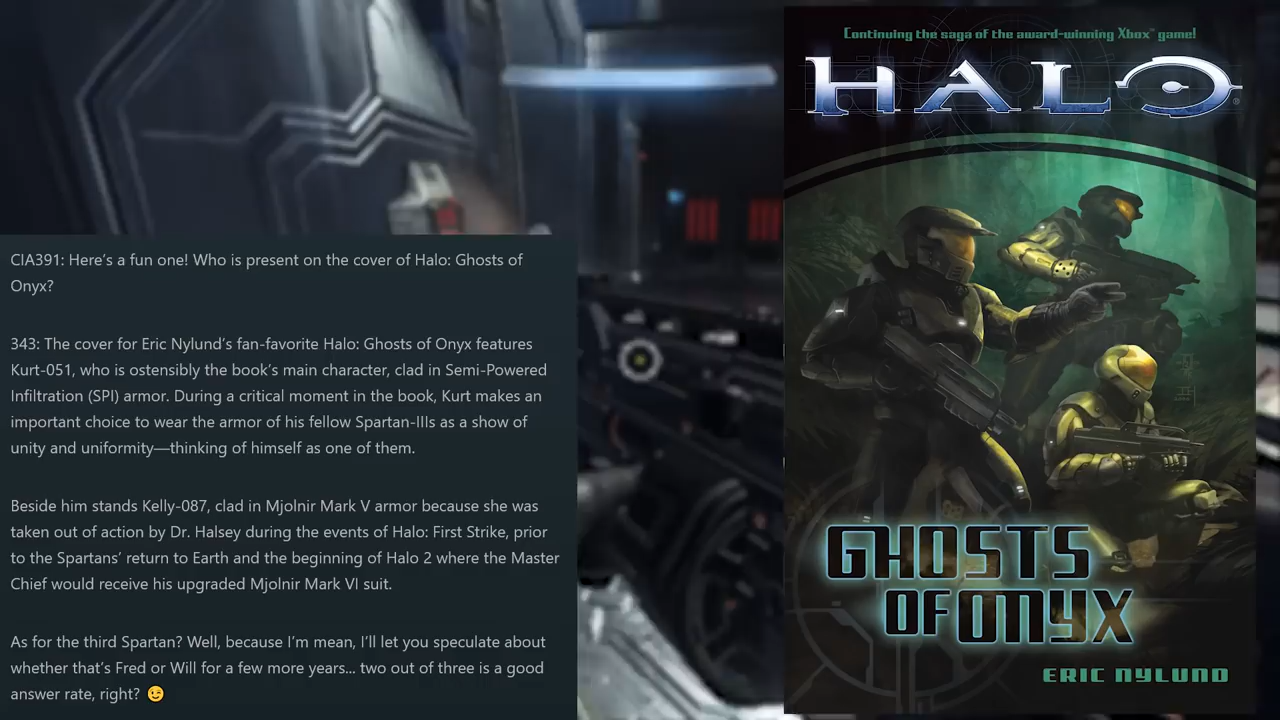 CIA391: Here’s a fun one! Who is present on the cover of Halo: Ghosts of
Onyx?
343: The cover for Eric Nylund’s fan-favorite Halo: Ghosts of Onyx features
Kurt-051, who is ostensibly the book’s main character, clad in Semi-Powered
Infiltration (SPI) armor. During a critical moment in the book, Kurt makes an
important choice to wear the armor of his fellow Spartan-IIIs as a show of
unity and uniformity—thinking of himself as one of them.
Beside him stands Kelly-087, clad in Mjolnir Mark V armor because she was
taken out of action by Dr. Halsey during the events of Halo: First Strike, prior
to the Spartans’ return to Earth and the beginning of Halo 2 where the Master
Chief would receive his upgraded Mjolnir Mark VI suit.
As for the third Spartan? Well, because I’m mean, I’ll let you speculate about
whether that’s Fred or Will for a few more years... two out of three is a good
answer rate, right? 😉
Continuing the saga of the award-winning Xbox™ game!
HALO®
GHOSTS
OF ONYX
ERIC NYLUND